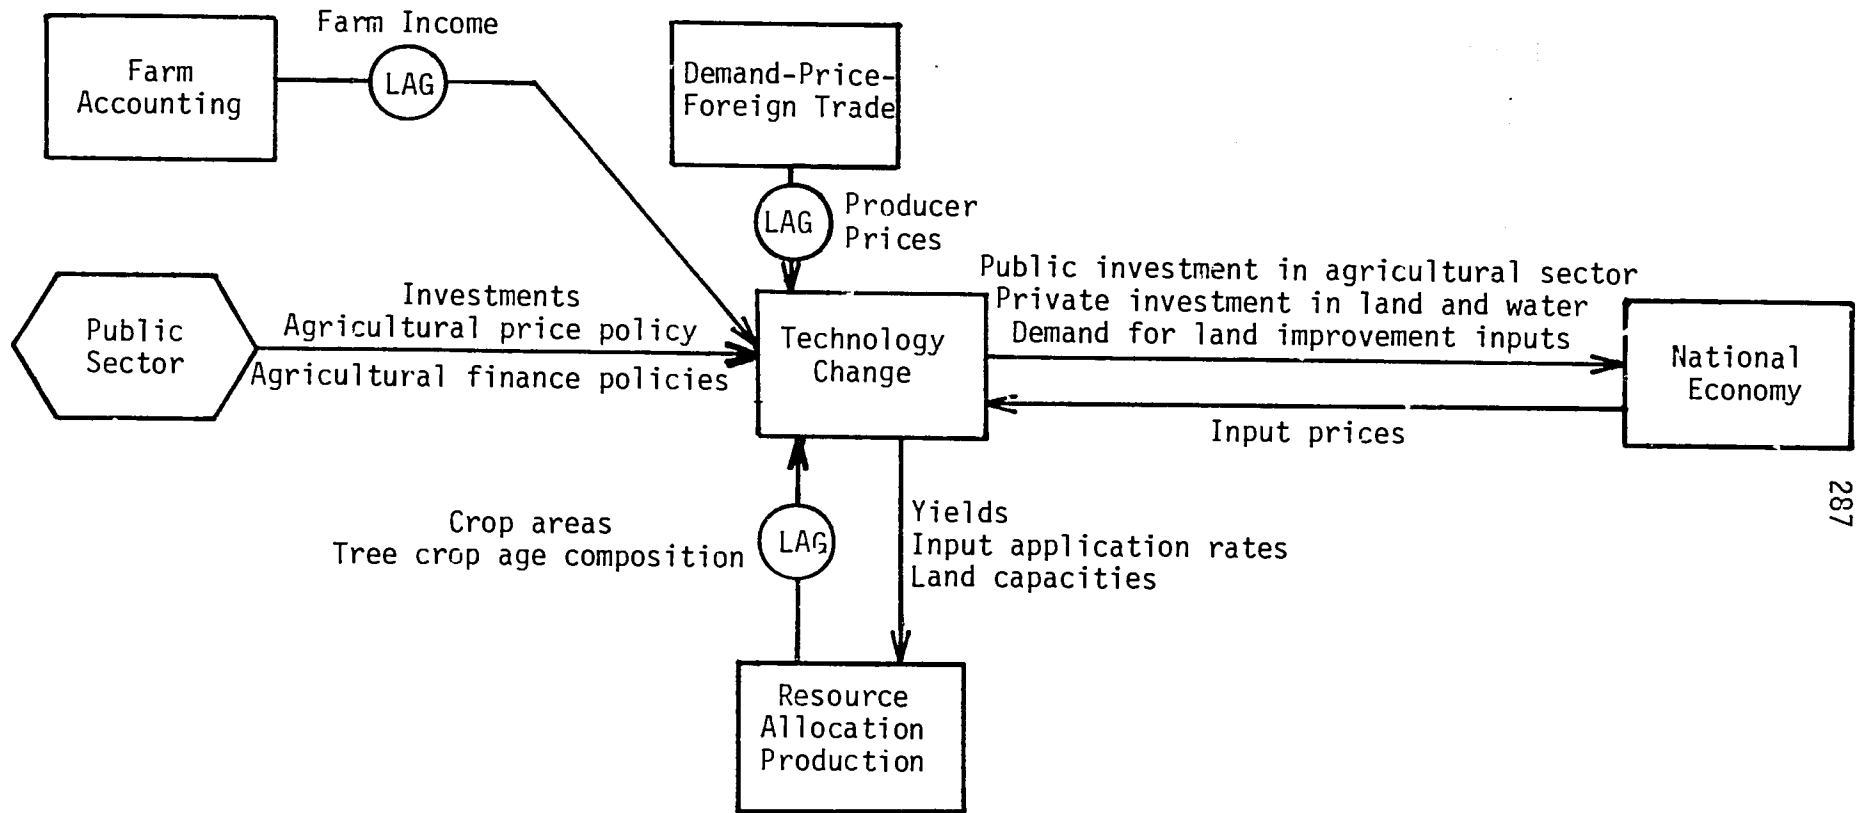 Farm Income
Farm
Accounting
LAG
Demand-Price-
Foreign Trade
LAG
Producer
Prices
Public
Sector
Investments
Agricultural price policy
Agricultural finance policies
Technology
Change
Public investment in agricultural sector
Private investment in land and water
Demand for land improvement inputs
Input prices
National
Economy
Crop areas
Tree crop age composition
LAG
Yields
Input application rates
Land capacities
Resource
Allocation
Production
287